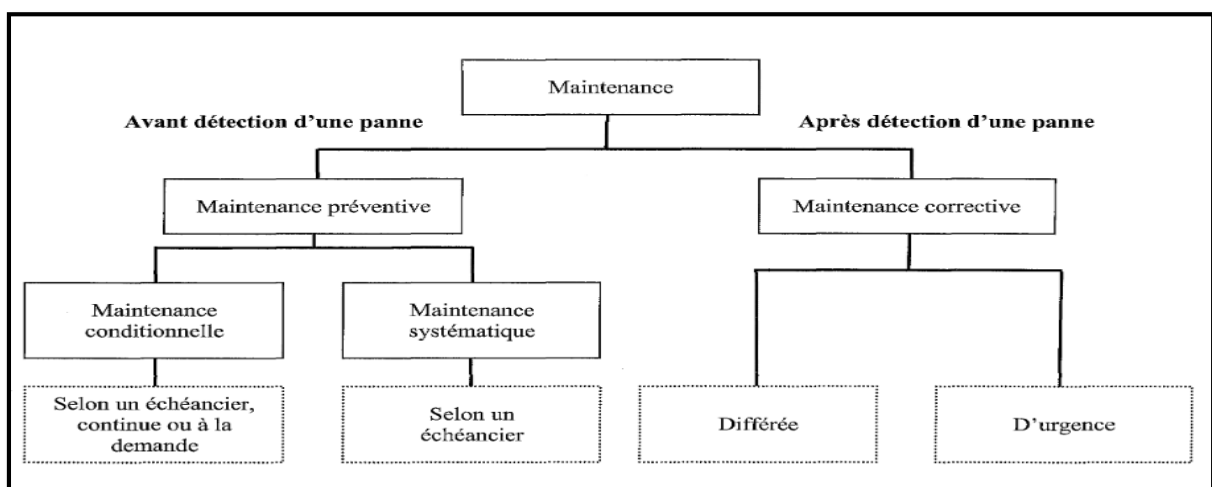 Maintenance
Avant détection d’une panne
Après détection d’une panne
Maintenance préventive
Maintenance corrective
Maintenance
conditionnelle
Maintenance
systématique
Selon un échéancier,
continue ou à la
demande
Selon un
échéancier
Différée
D’urgence